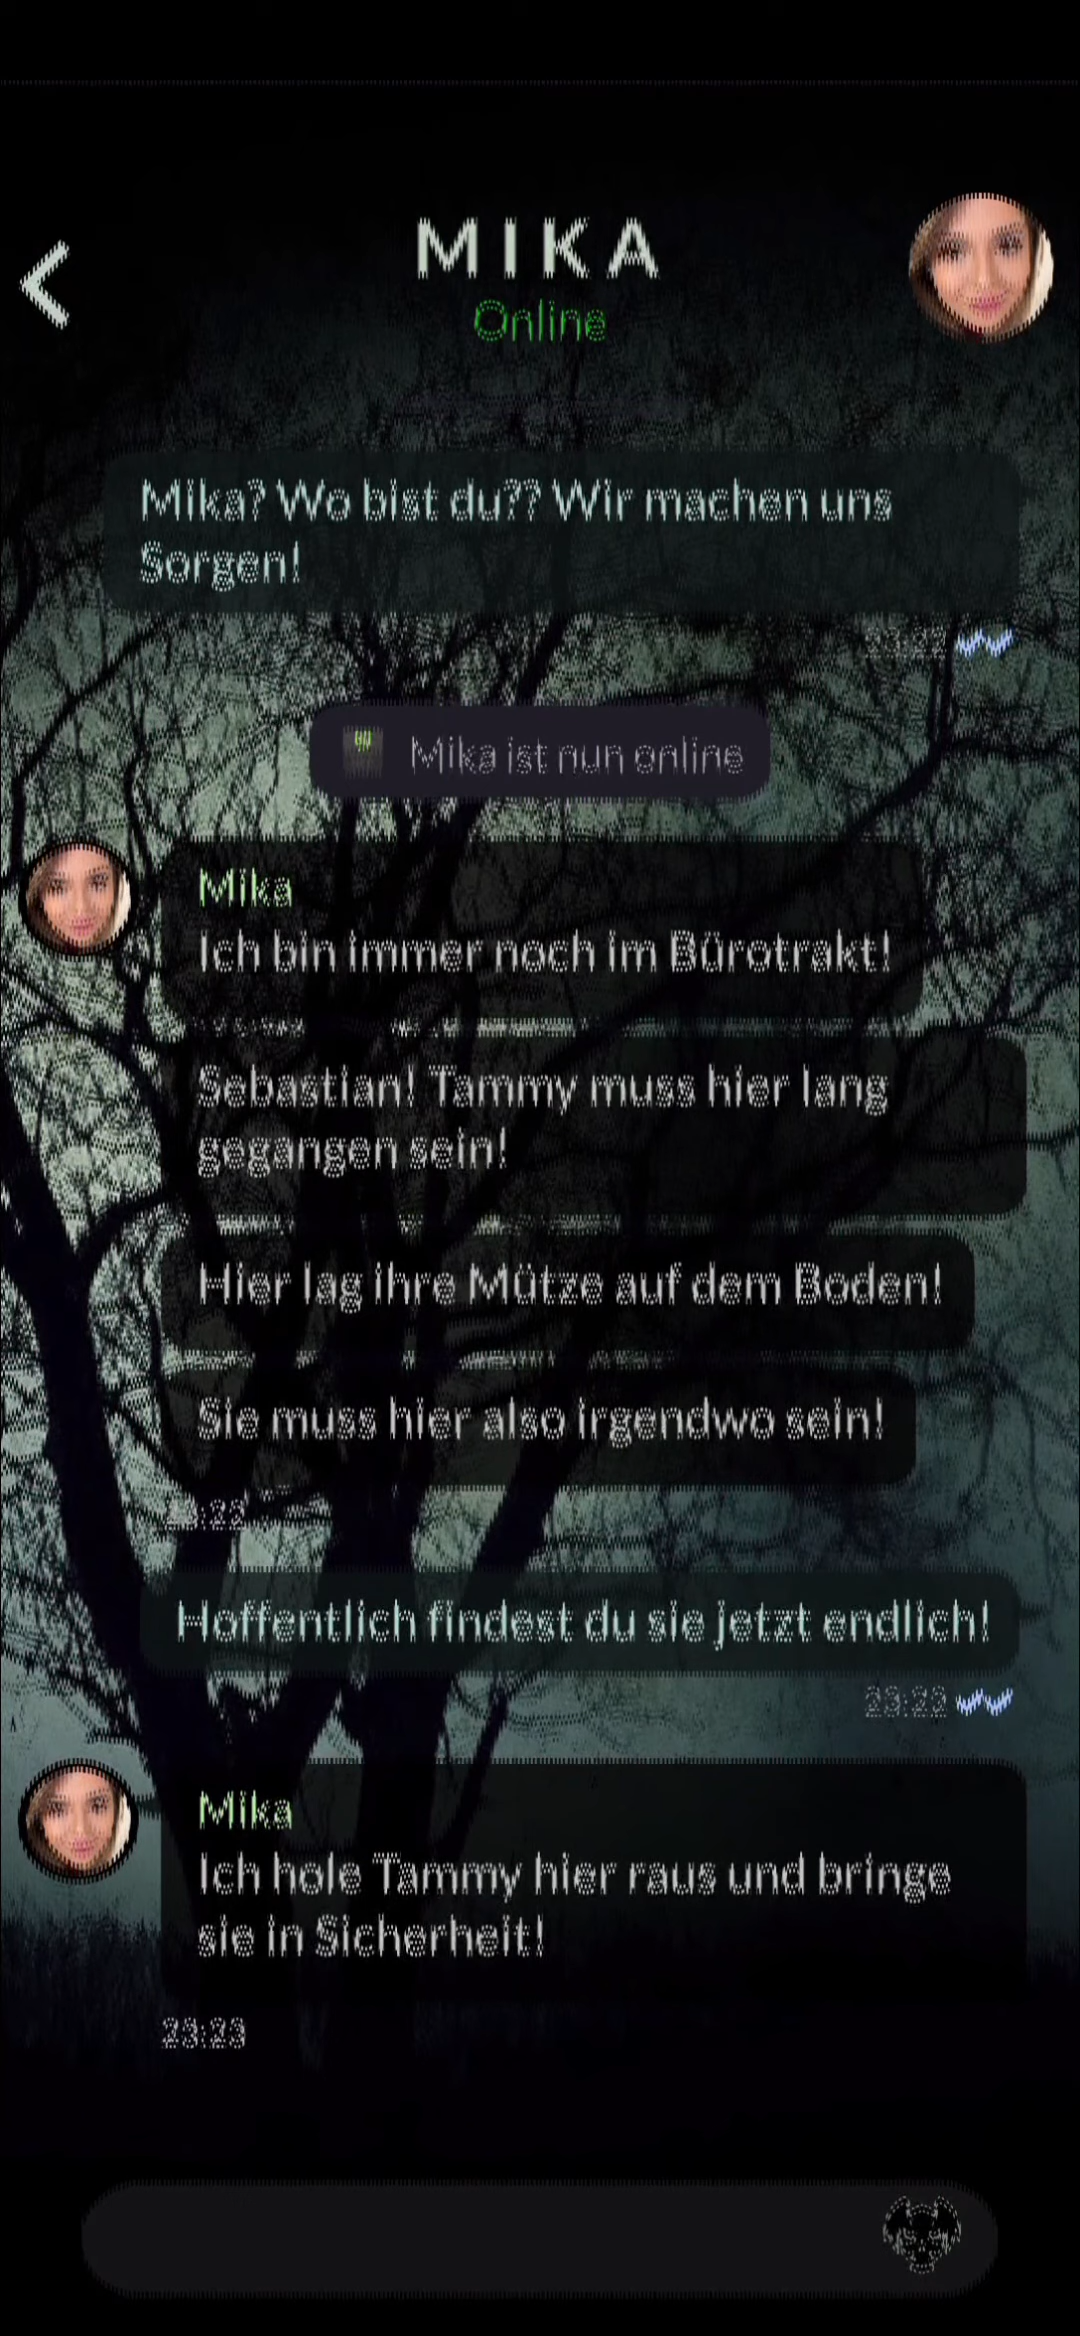 MIKA
Online
Mika? Wo bist du?? Wir machen uns
Sorgen!
23:22
Mika ist nun online
Mika
Ich bin immer noch im Bürotrakt!
Sebastian! Tammy muss hier lang
gegangen sein!
Hier lag ihre Mütze auf dem Boden!
Sie muss hier also irgendwo sein!
23:22
Hoffentlich findest du sie jetzt endlich!
23:22
Mika
Ich hole Tammy hier raus und bringe
sie in Sicherheit!
23:23